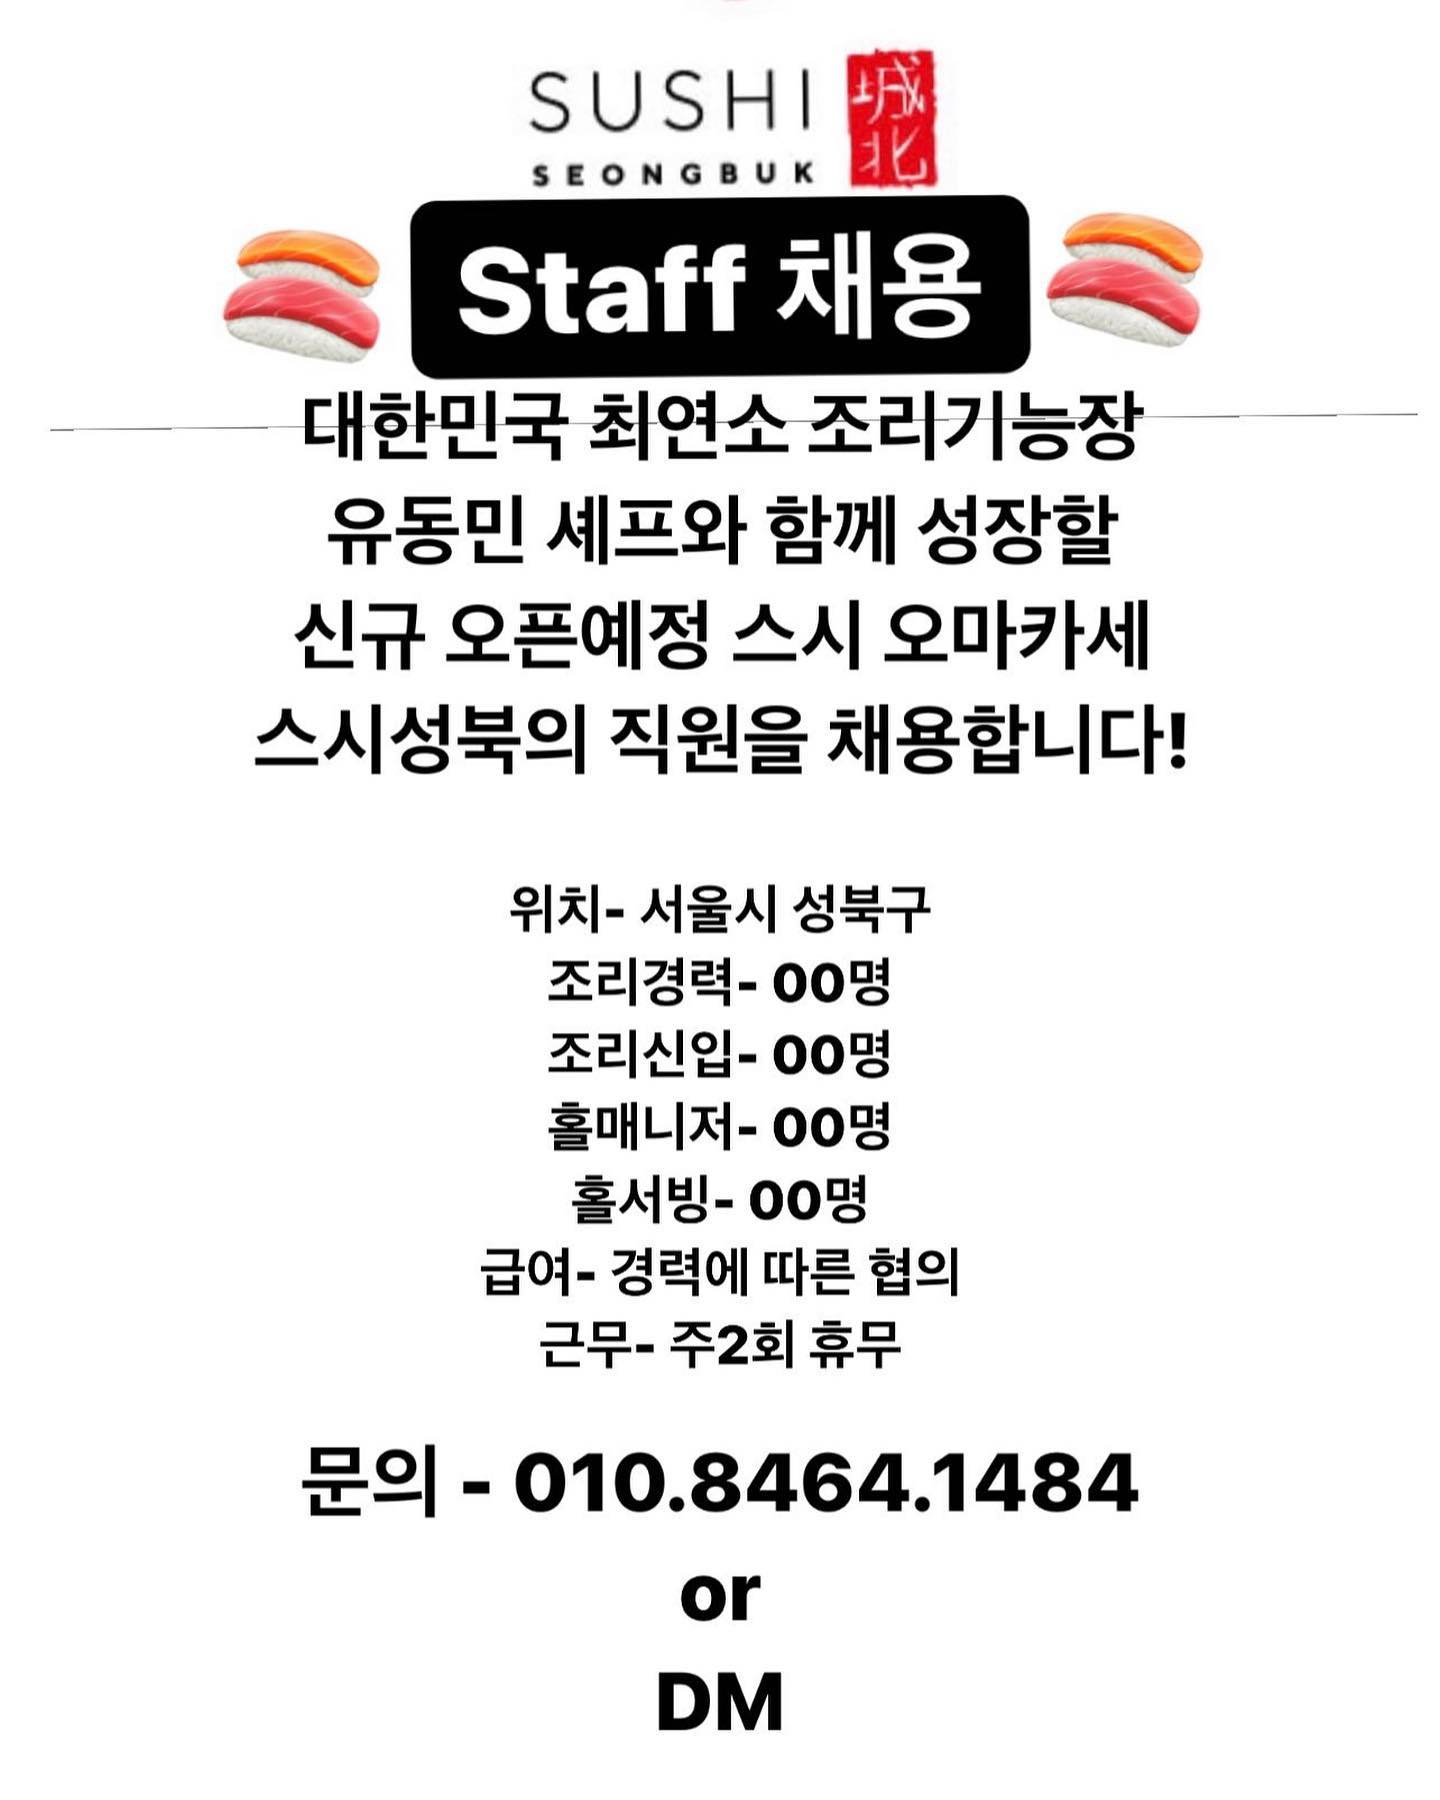 SUSHI
SEONGBUK
城北
Staff 채용
대한민국 최연소 조리기능장
유동민 셰프와 함께 성장할
신규 오픈예정 스시 오마카세
스시성북의 직원을 채용합니다!
위치- 서울시 성북구
조리경력- 00명
조리신입- 00명
홀매니저- 00명
홀서빙- 00명
급여- 경력에 따른 협의
근무- 주2회 휴무
문의 - 010.8464.1484
or
DM